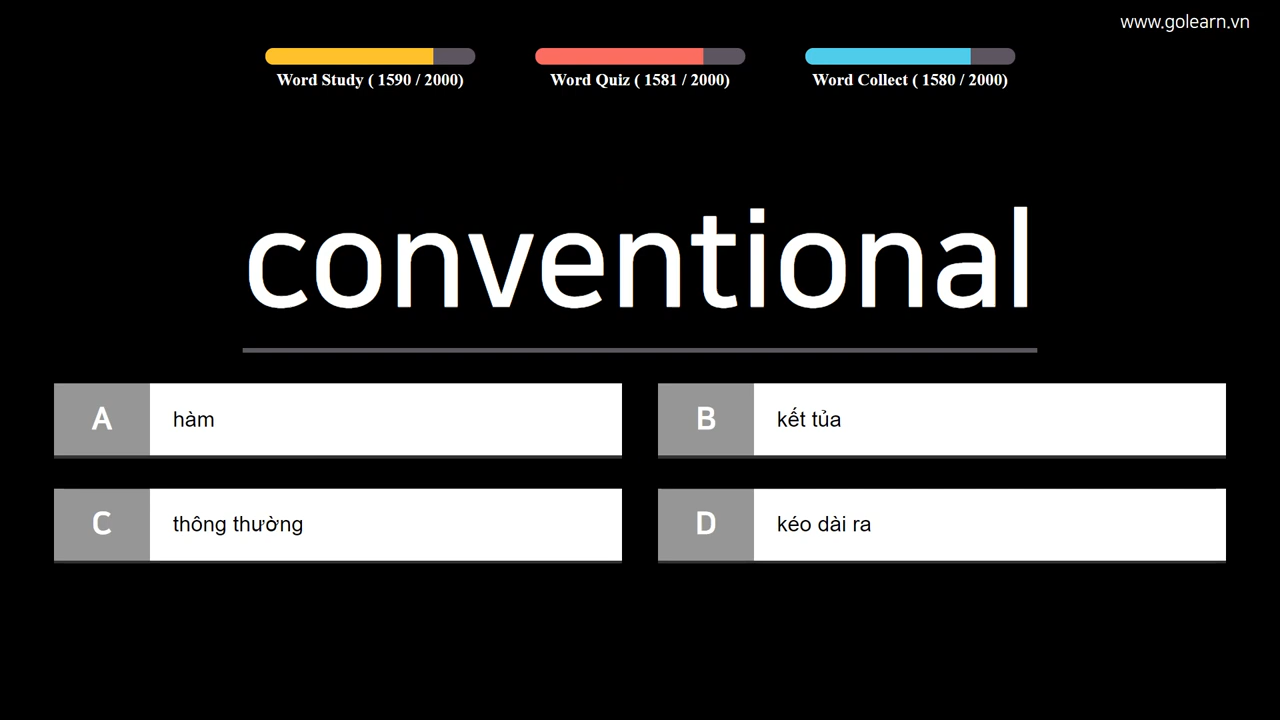 www.golearn.vn
Word Study ( 1590 / 2000)
Word Quiz ( 1581 / 2000)
Word Collect ( 1580 / 2000)
conventional
A hàm
B kết tủa
C thông thường
D kéo dài ra